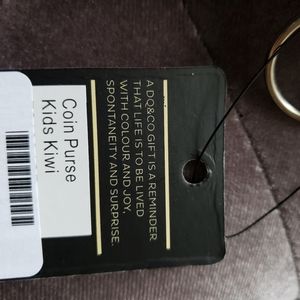 A DQ&CO GIFT IS A REMINDER
THAT LIFE IS TO BE LIVED
WITH COLOUR AND JOY,
SPONTANEITY AND SURPRISE.
Coin Purse
Kids Kiwi